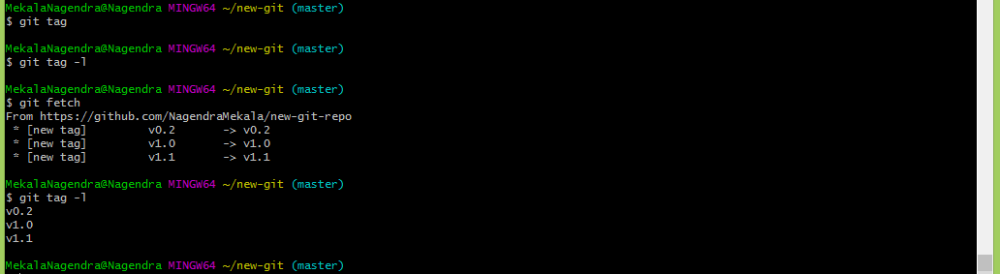 MekalaNagendra@Nagendra MINGW64 ~/new-git (master)
$ git tag
MekalaNagendra@Nagendra MINGW64 ~/new-git (master)
$ git tag -l
MekalaNagendra@Nagendra MINGW64 ~/new-git (master)
$ git fetch
From https://github.com/NagendraMekala/new-git-repo
 * [new tag]         v0.2       -> v0.2
 * [new tag]         v1.0       -> v1.0
 * [new tag]         v1.1       -> v1.1
MekalaNagendra@Nagendra MINGW64 ~/new-git (master)
$ git tag -l
v0.2
v1.0
v1.1
MekalaNagendra@Nagendra MINGW64 ~/new-git (master)